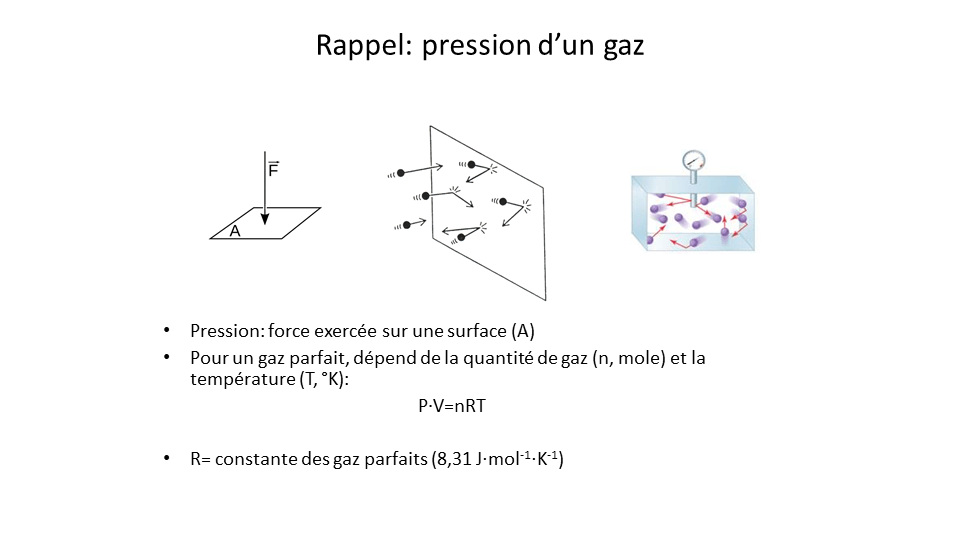 Rappel: pression d’un gaz
F
A
• Pression: force exercée sur une surface (A)
• Pour un gaz parfait, dépend de la quantité de gaz (n, mole) et la
température (T, °K):
P·V=nRT
• R= constante des gaz parfaits (8,31 J·mol⁻¹·K⁻¹)